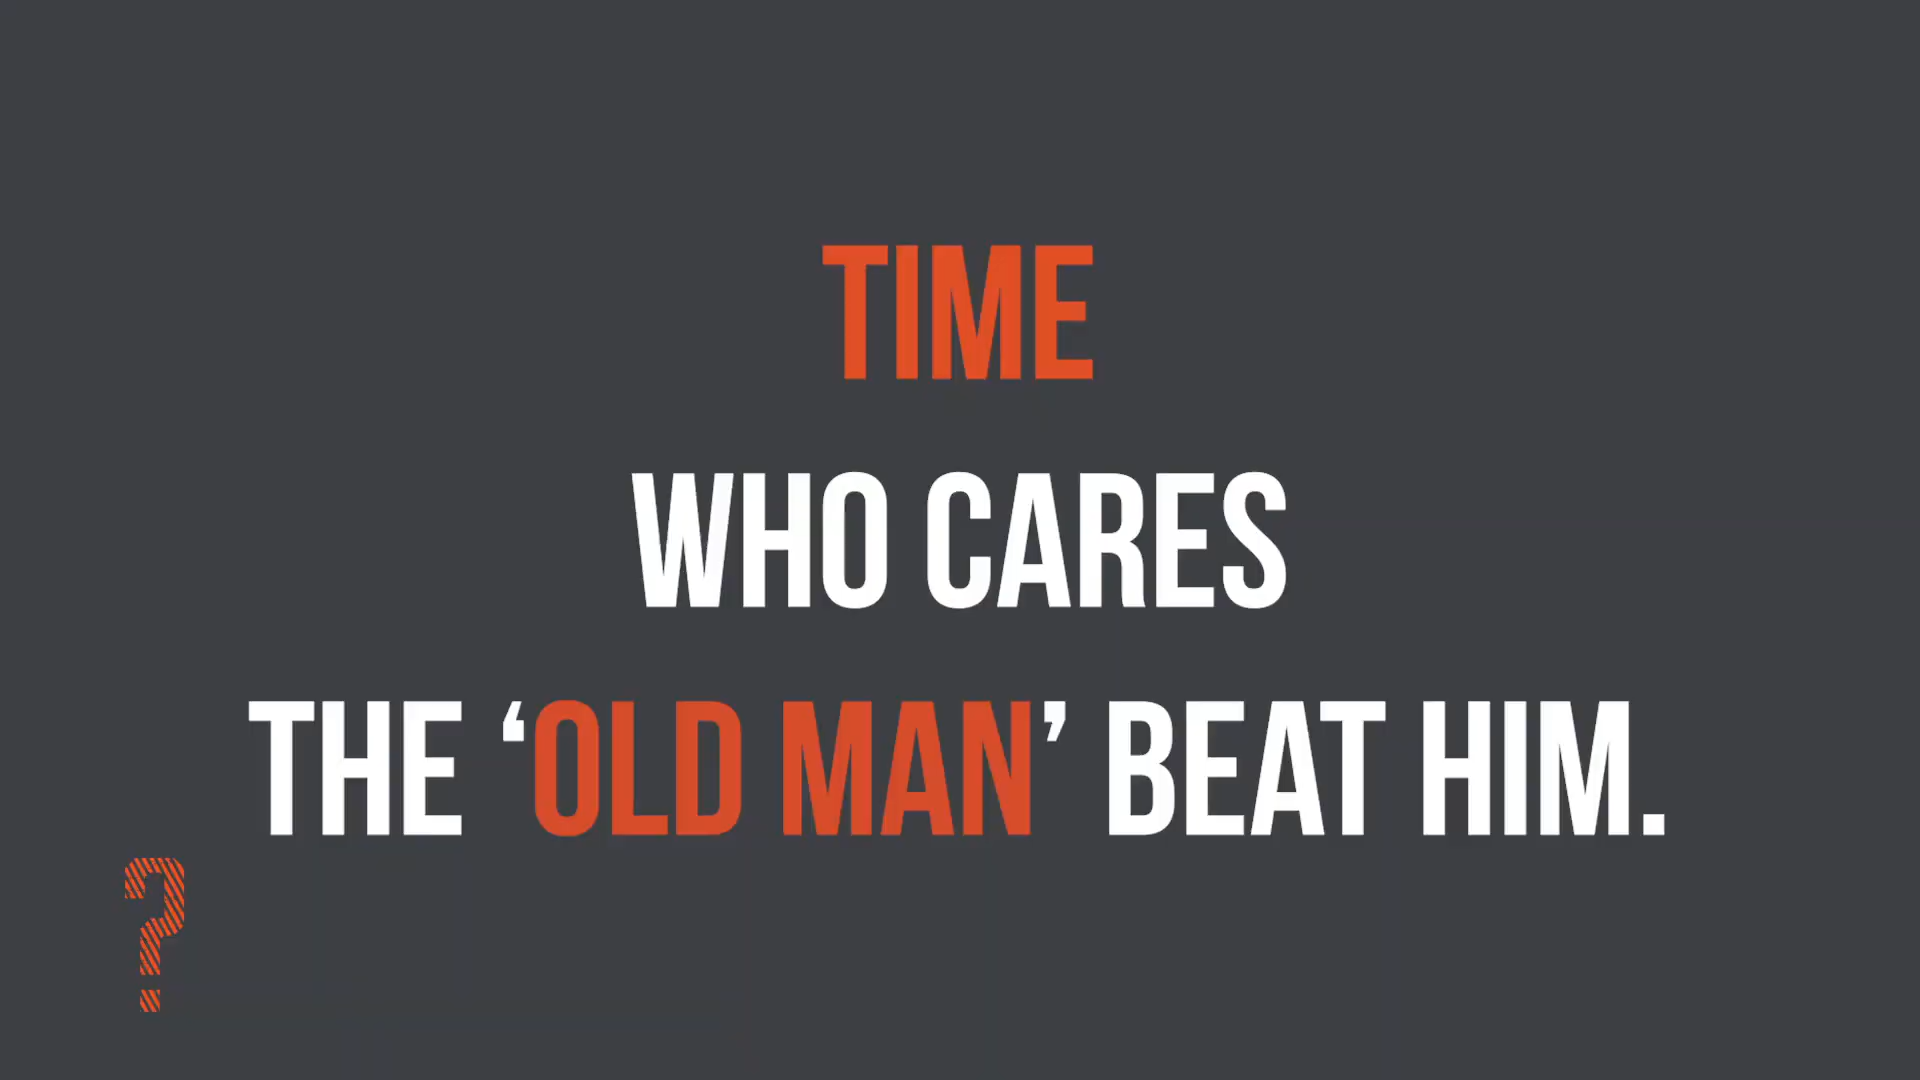 TIME
WHO CARES
THE ‘OLD MAN’ BEAT HIM.
?